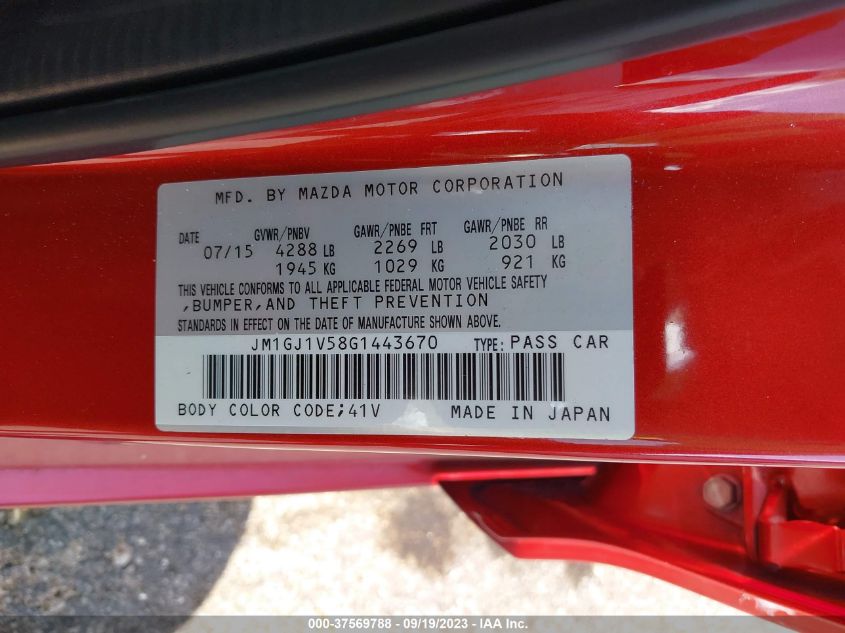 MFD. BY MAZDA MOTOR CORPORATION
DATE GVWR/PNBV GAWR/PNBE FRT GAWR/PNBE RR
07/15 4288 LB 2269 LB 2030 LB
1945 KG 1029 KG 921 KG
THIS VEHICLE CONFORMS TO ALL APPLICABLE FEDERAL MOTOR VEHICLE SAFETY
,BUMPER,AND THEFT PREVENTION
STANDARDS IN EFFECT ON THE DATE OF MANUFACTURE SHOWN ABOVE.
JM1GJ1V58G1443670 TYPE: PASS CAR
BODY COLOR CODE;41V MADE IN JAPAN
000-37569788 - 09/19/2023 - IAA Inc.